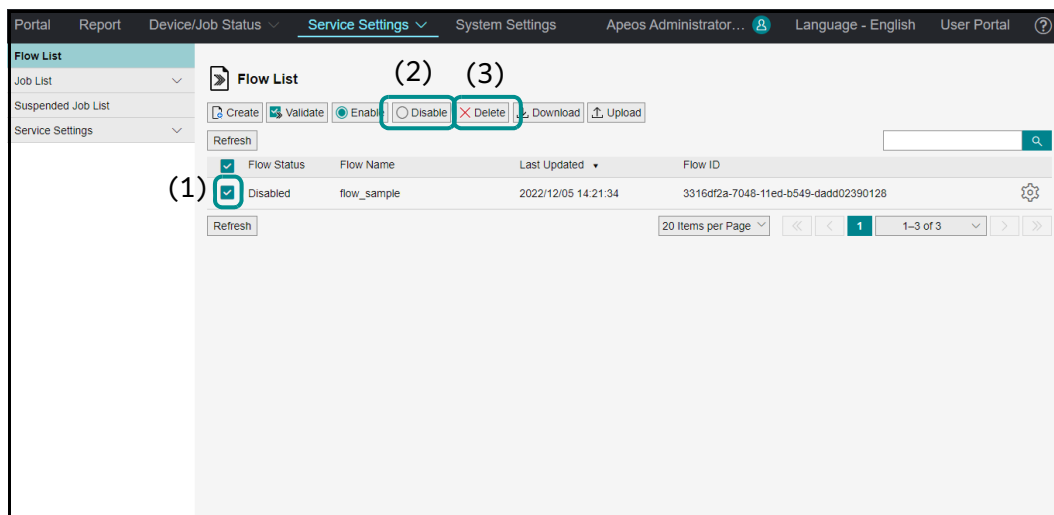 Portal Report Device/Job Status Service Settings System Settings Apeos Administrator... Language - English User Portal ?
Flow List
Job List
Suspended Job List
Service Settings
Flow List
(2) (3)
Create Validate Enable Disable Delete Download Upload
Refresh
Flow Status Flow Name Last Updated ▼ Flow ID
(1) Disabled flow_sample 2022/12/05 14:21:34 3316df2a-7048-11ed-b549-dadd02390128
Refresh 20 Items per Page 1 1–3 of 3